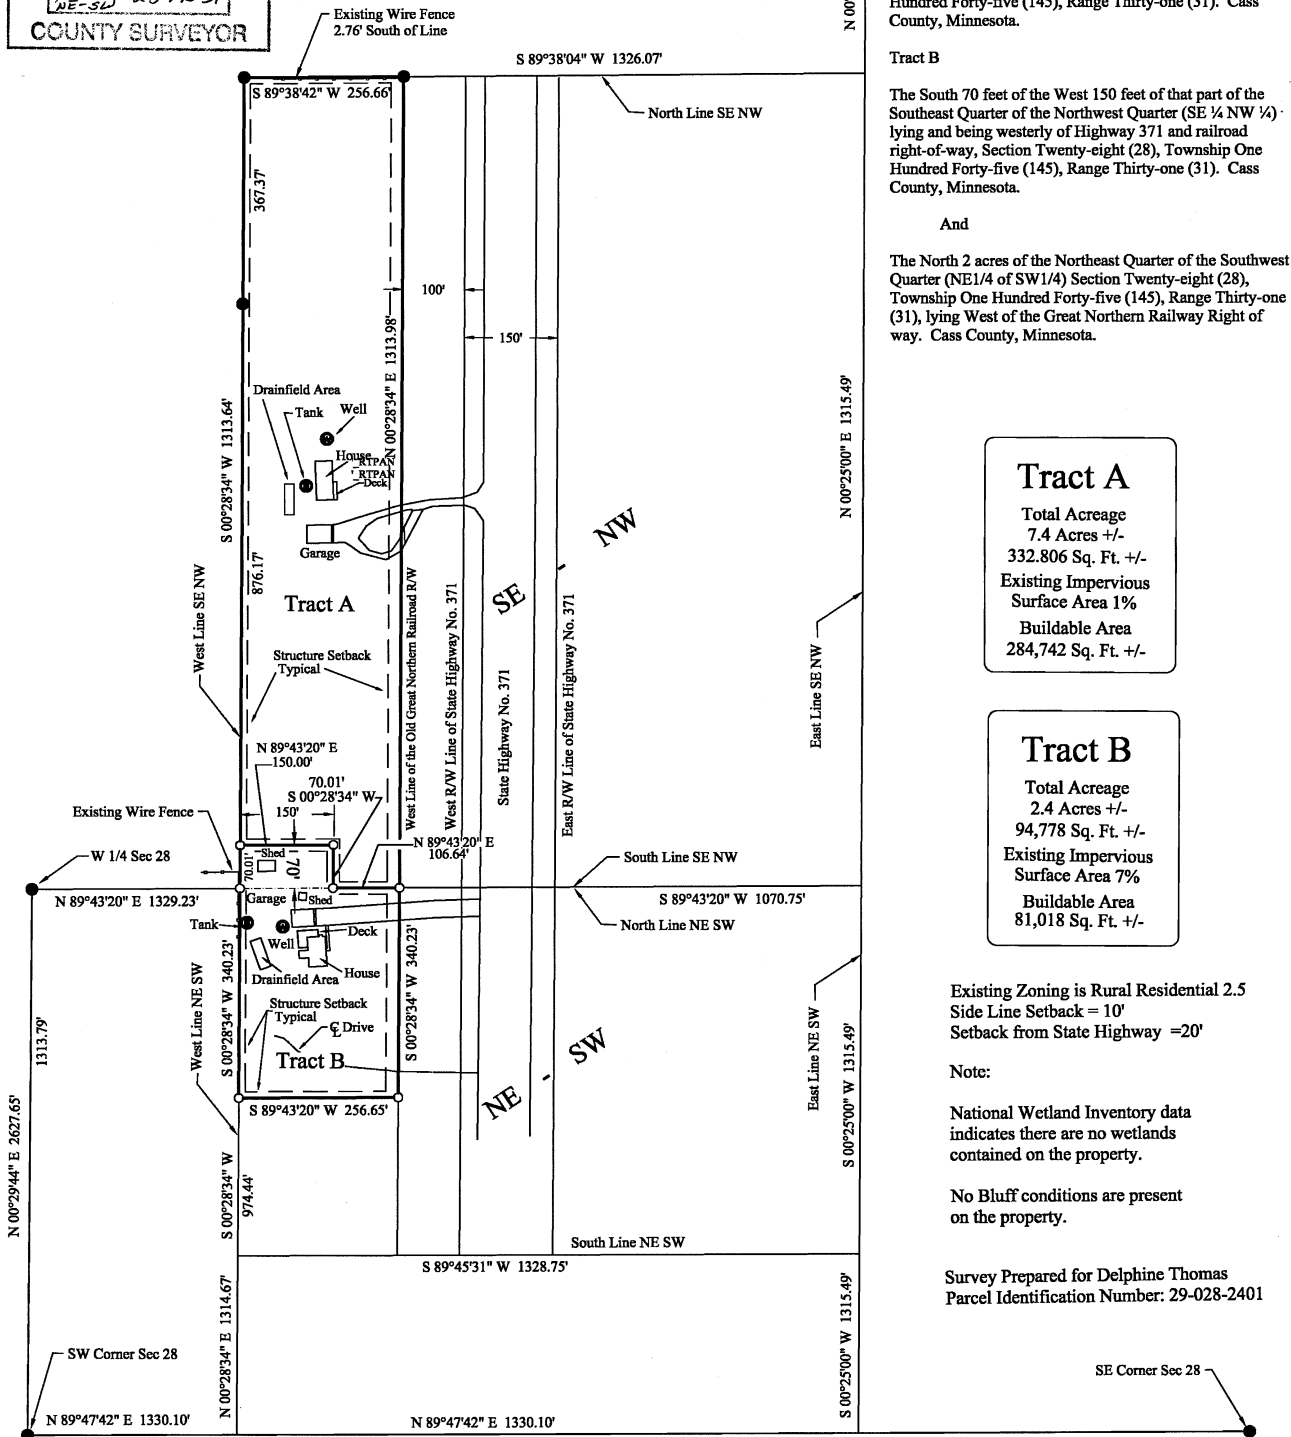 NE-SW
COUNTY SURVEYOR
Existing Wire Fence
2.76' South of Line
S 89°38'04" W 1326.07'
N 00°
S 89°38'42" W 256.66'
North Line SE NW
367.37'
100'
150'
N 00°28'34" E 1313.98'
Drainfield Area
Tank
Well
House
_RTPAN
_RTPAN
Deck
S 00°28'34" W 1313.64'
N 00°25'00" E 1315.49'
Garage
NW
-
SE
876.17'
Tract A
West Line SE NW
Structure Setback
Typical
West Line of the Old Great Northern Railroad R/W
West R/W Line of State Highway No. 371
State Highway No. 371
East R/W Line of State Highway No. 371
East Line SE NW
N 89°43'20" E
150.00'
70.01'
S 00°28'34" W
150'
Existing Wire Fence
N 89°43'20" E
106.64'
Shed
70.01'
70'
W 1/4 Sec 28
South Line SE NW
N 89°43'20" E 1329.23'
Garage
Shed
S 89°43'20" W 1070.75'
Tank
North Line NE SW
Well
Deck
House
Drainfield Area
S 00°28'34" W 340.23'
S 00°28'34" W 340.23'
West Line NE SW
Structure Setback
Typical
℄ Drive
Tract B
SW
-
NE
East Line NE SW
S 00°25'00" W 1315.49'
1313.79'
N 00°29'44" E 2627.65'
S 89°43'20" W 256.65'
S 00°28'34" W
974.44'
South Line NE SW
S 89°45'31" W 1328.75'
N 00°28'34" E 1314.67'
S 00°25'00" W 1315.49'
SW Corner Sec 28
SE Corner Sec 28
N 89°47'42" E 1330.10'
N 89°47'42" E 1330.10'
Hundred Forty-five (145), Range Thirty-one (31). Cass
County, Minnesota.
Tract B
The South 70 feet of the West 150 feet of that part of the
Southeast Quarter of the Northwest Quarter (SE ¼ NW ¼)
lying and being westerly of Highway 371 and railroad
right-of-way, Section Twenty-eight (28), Township One
Hundred Forty-five (145), Range Thirty-one (31). Cass
County, Minnesota.
And
The North 2 acres of the Northeast Quarter of the Southwest
Quarter (NE1/4 of SW1/4) Section Twenty-eight (28),
Township One Hundred Forty-five (145), Range Thirty-one
(31), lying West of the Great Northern Railway Right of
way. Cass County, Minnesota.
Tract A
Total Acreage
7.4 Acres +/-
332.806 Sq. Ft. +/-
Existing Impervious
Surface Area 1%
Buildable Area
284,742 Sq. Ft. +/-
Tract B
Total Acreage
2.4 Acres +/-
94,778 Sq. Ft. +/-
Existing Impervious
Surface Area 7%
Buildable Area
81,018 Sq. Ft. +/-
Existing Zoning is Rural Residential 2.5
Side Line Setback = 10'
Setback from State Highway =20'
Note:
National Wetland Inventory data
indicates there are no wetlands
contained on the property.
No Bluff conditions are present
on the property.
Survey Prepared for Delphine Thomas
Parcel Identification Number: 29-028-2401